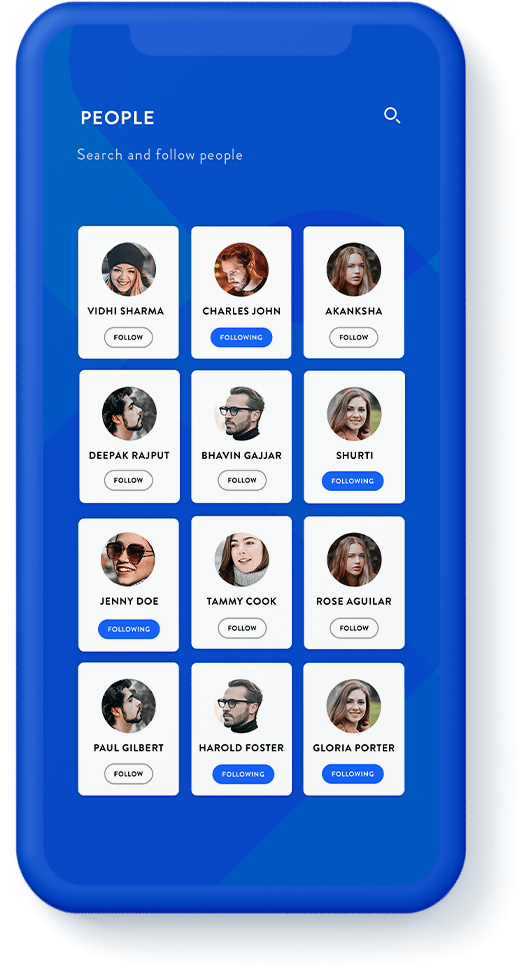 PEOPLE
Search and follow people
VIDHI SHARMA
FOLLOW
CHARLES JOHN
FOLLOWING
AKANKSHA
FOLLOW
DEEPAK RAJPUT
FOLLOW
BHAVIN GAJJAR
FOLLOW
SHURTI
FOLLOWING
JENNY DOE
FOLLOWING
TAMMY COOK
FOLLOW
ROSE AGUILAR
FOLLOW
PAUL GILBERT
FOLLOW
HAROLD FOSTER
FOLLOWING
GLORIA PORTER
FOLLOWING